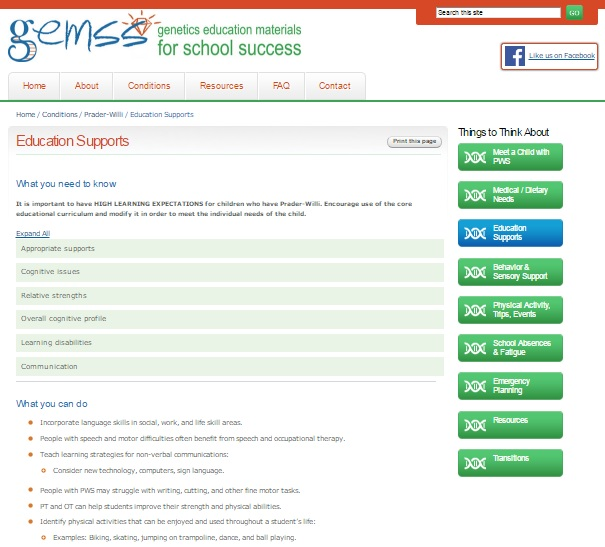 Search this site
GO
gemss
genetics education materials
for school success
Like us on Facebook
Home
About
Conditions
Resources
FAQ
Contact
Home / Conditions / Prader-Willi / Education Supports
Education Supports
Print this page
What you need to know
It is important to have HIGH LEARNING EXPECTATIONS for children who have Prader-Willi. Encourage use of the core
educational curriculum and modify it in order to meet the individual needs of the child.
Expand All
Appropriate supports
Cognitive issues
Relative strengths
Overall cognitive profile
Learning disabilities
Communication
What you can do
Incorporate language skills in social, work, and life skill areas.
People with speech and motor difficulties often benefit from speech and occupational therapy.
Teach learning strategies for non-verbal communications:
Consider new technology, computers, sign language.
People with PWS may struggle with writing, cutting, and other fine motor tasks.
PT and OT can help students improve their strength and physical abilities.
Identify physical activities that can be enjoyed and used throughout a student's life:
Examples: Biking, skating, jumping on trampoline, dance, and ball playing.
Things to Think About
Meet a Child with
PWS
Medical / Dietary
Needs
Education
Supports
Behavior &
Sensory Support
Physical Activity,
Trips, Events
School Absences
& Fatigue
Emergency
Planning
Resources
Transitions